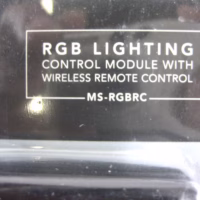 RGB LIGHTING
CONTROL MODULE WITH
WIRELESS REMOTE CONTROL
MS-RGBRC